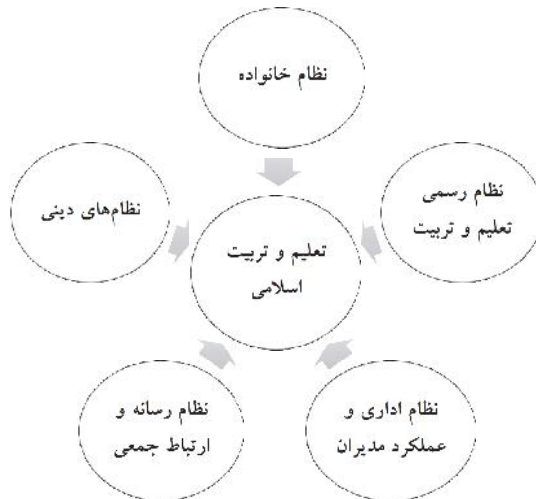 نظام خانواده
نظام رسمی
تعلیم و تربیت
نظام‌های دینی
تعلیم و تربیت
اسلامی
نظام اداری و
عملکرد مدیران
نظام رسانه و
ارتباط جمعی